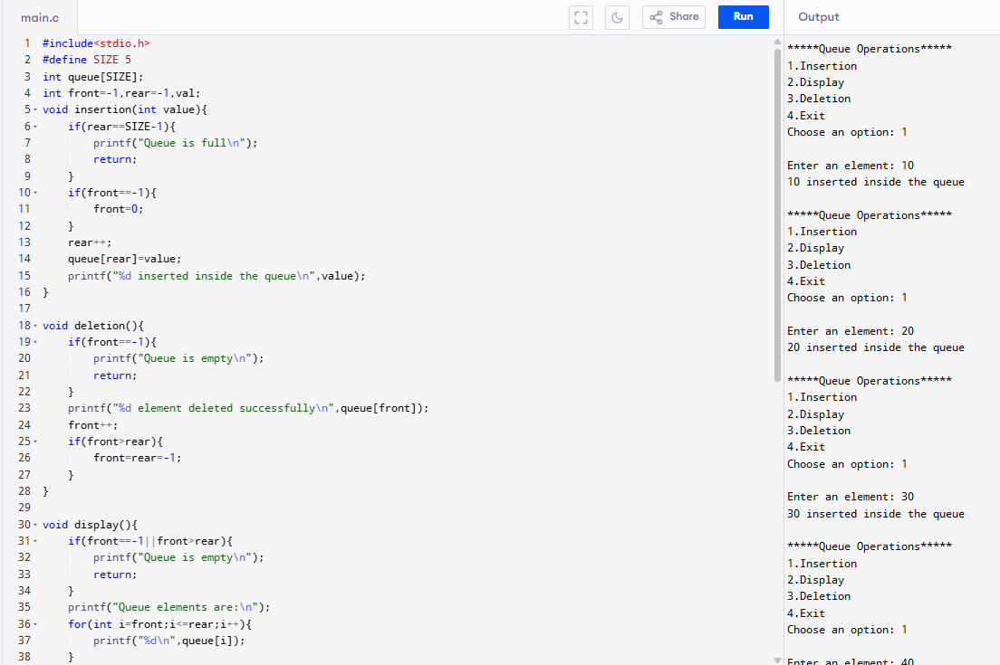 main.c
Share
Run
Output
1 #include<stdio.h>
2 #define SIZE 5
3 int queue[SIZE];
4 int front=-1,rear=-1,val;
5 void insertion(int value){
6     if(rear==SIZE-1){
7         printf("Queue is full\n");
8         return;
9     }
10     if(front==-1){
11         front=0;
12     }
13     rear++;
14     queue[rear]=value;
15     printf("%d inserted inside the queue\n",value);
16 }
17
18 void deletion(){
19     if(front==-1){
20         printf("Queue is empty\n");
21         return;
22     }
23     printf("%d element deleted successfully\n",queue[front]);
24     front++;
25     if(front>rear){
26         front=rear=-1;
27     }
28 }
29
30 void display(){
31     if(front==-1||front>rear){
32         printf("Queue is empty\n");
33         return;
34     }
35     printf("Queue elements are:\n");
36     for(int i=front;i<=rear;i++){
37         printf("%d\n",queue[i]);
38     }
*****Queue Operations*****
1.Insertion
2.Display
3.Deletion
4.Exit
Choose an option: 1
Enter an element: 10
10 inserted inside the queue
*****Queue Operations*****
1.Insertion
2.Display
3.Deletion
4.Exit
Choose an option: 1
Enter an element: 20
20 inserted inside the queue
*****Queue Operations*****
1.Insertion
2.Display
3.Deletion
4.Exit
Choose an option: 1
Enter an element: 30
30 inserted inside the queue
*****Queue Operations*****
1.Insertion
2.Display
3.Deletion
4.Exit
Choose an option: 1
Enter an element: 40